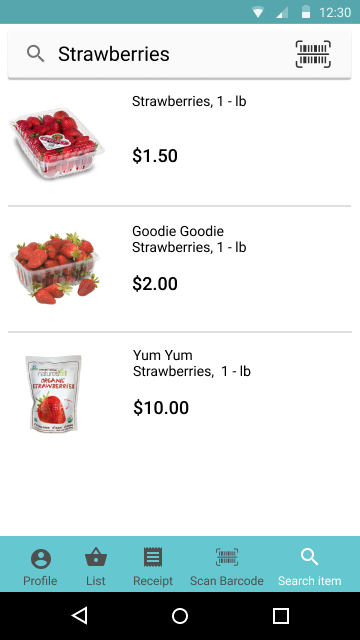 12:30
Strawberries
Strawberries, 1 - lb
$1.50
Goodie Goodie
Strawberries, 1 - lb
$2.00
Yum Yum
Strawberries,  1 - lb
ORGANIC
STRAWBERRIES
$10.00
Profile
List
Receipt
Scan Barcode
Search item